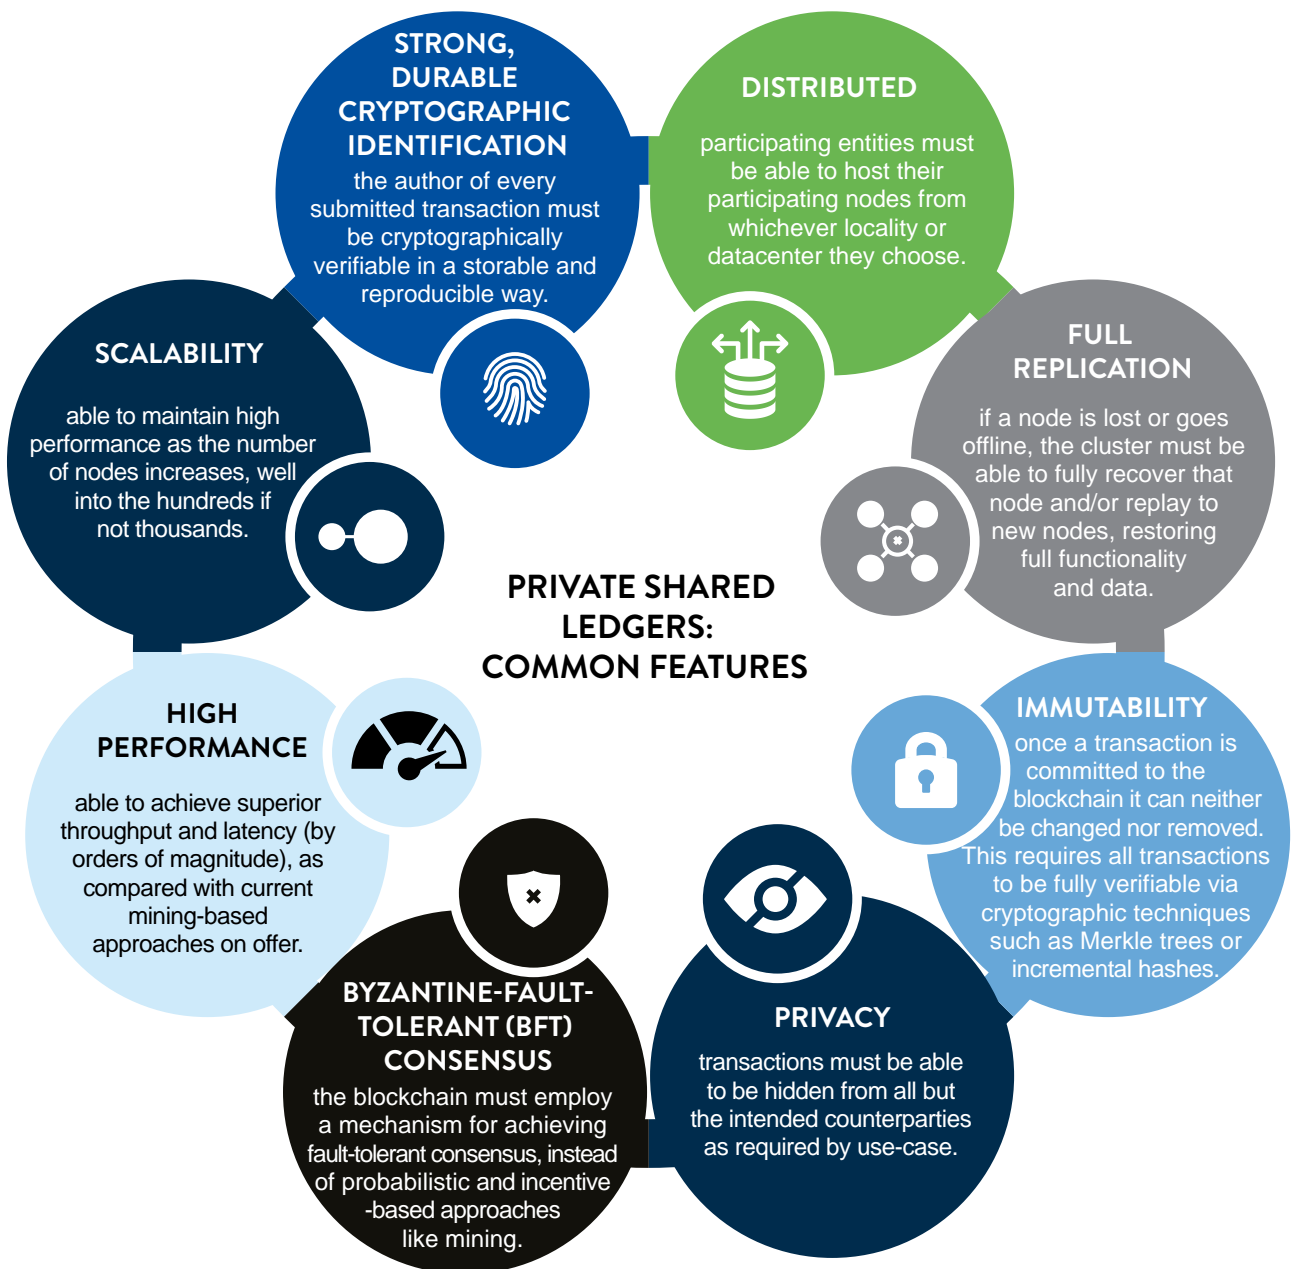 STRONG,
DURABLE
CRYPTOGRAPHIC
IDENTIFICATION
the author of every
submitted transaction must
be cryptographically
verifiable in a storable and
reproducible way.
DISTRIBUTED
participating entities must
be able to host their
participating nodes from
whichever locality or
datacenter they choose.
SCALABILITY
able to maintain high
performance as the number
of nodes increases, well
into the hundreds if
not thousands.
FULL
REPLICATION
if a node is lost or goes
offline, the cluster must be
able to fully recover that
node and/or replay to
new nodes, restoring
full functionality
and data.
PRIVATE SHARED
LEDGERS:
COMMON FEATURES
HIGH
PERFORMANCE
able to achieve superior
throughput and latency (by
orders of magnitude), as
compared with current
mining-based
approaches on offer.
IMMUTABILITY
once a transaction is
committed to the
blockchain it can neither
be changed nor removed.
This requires all transactions
to be fully verifiable via
cryptographic techniques
such as Merkle trees or
incremental hashes.
BYZANTINE-FAULT-
TOLERANT (BFT)
CONSENSUS
the blockchain must employ
a mechanism for achieving
fault-tolerant consensus, instead
of probabilistic and incentive
-based approaches
like mining.
PRIVACY
transactions must be able
to be hidden from all but
the intended counterparties
as required by use-case.